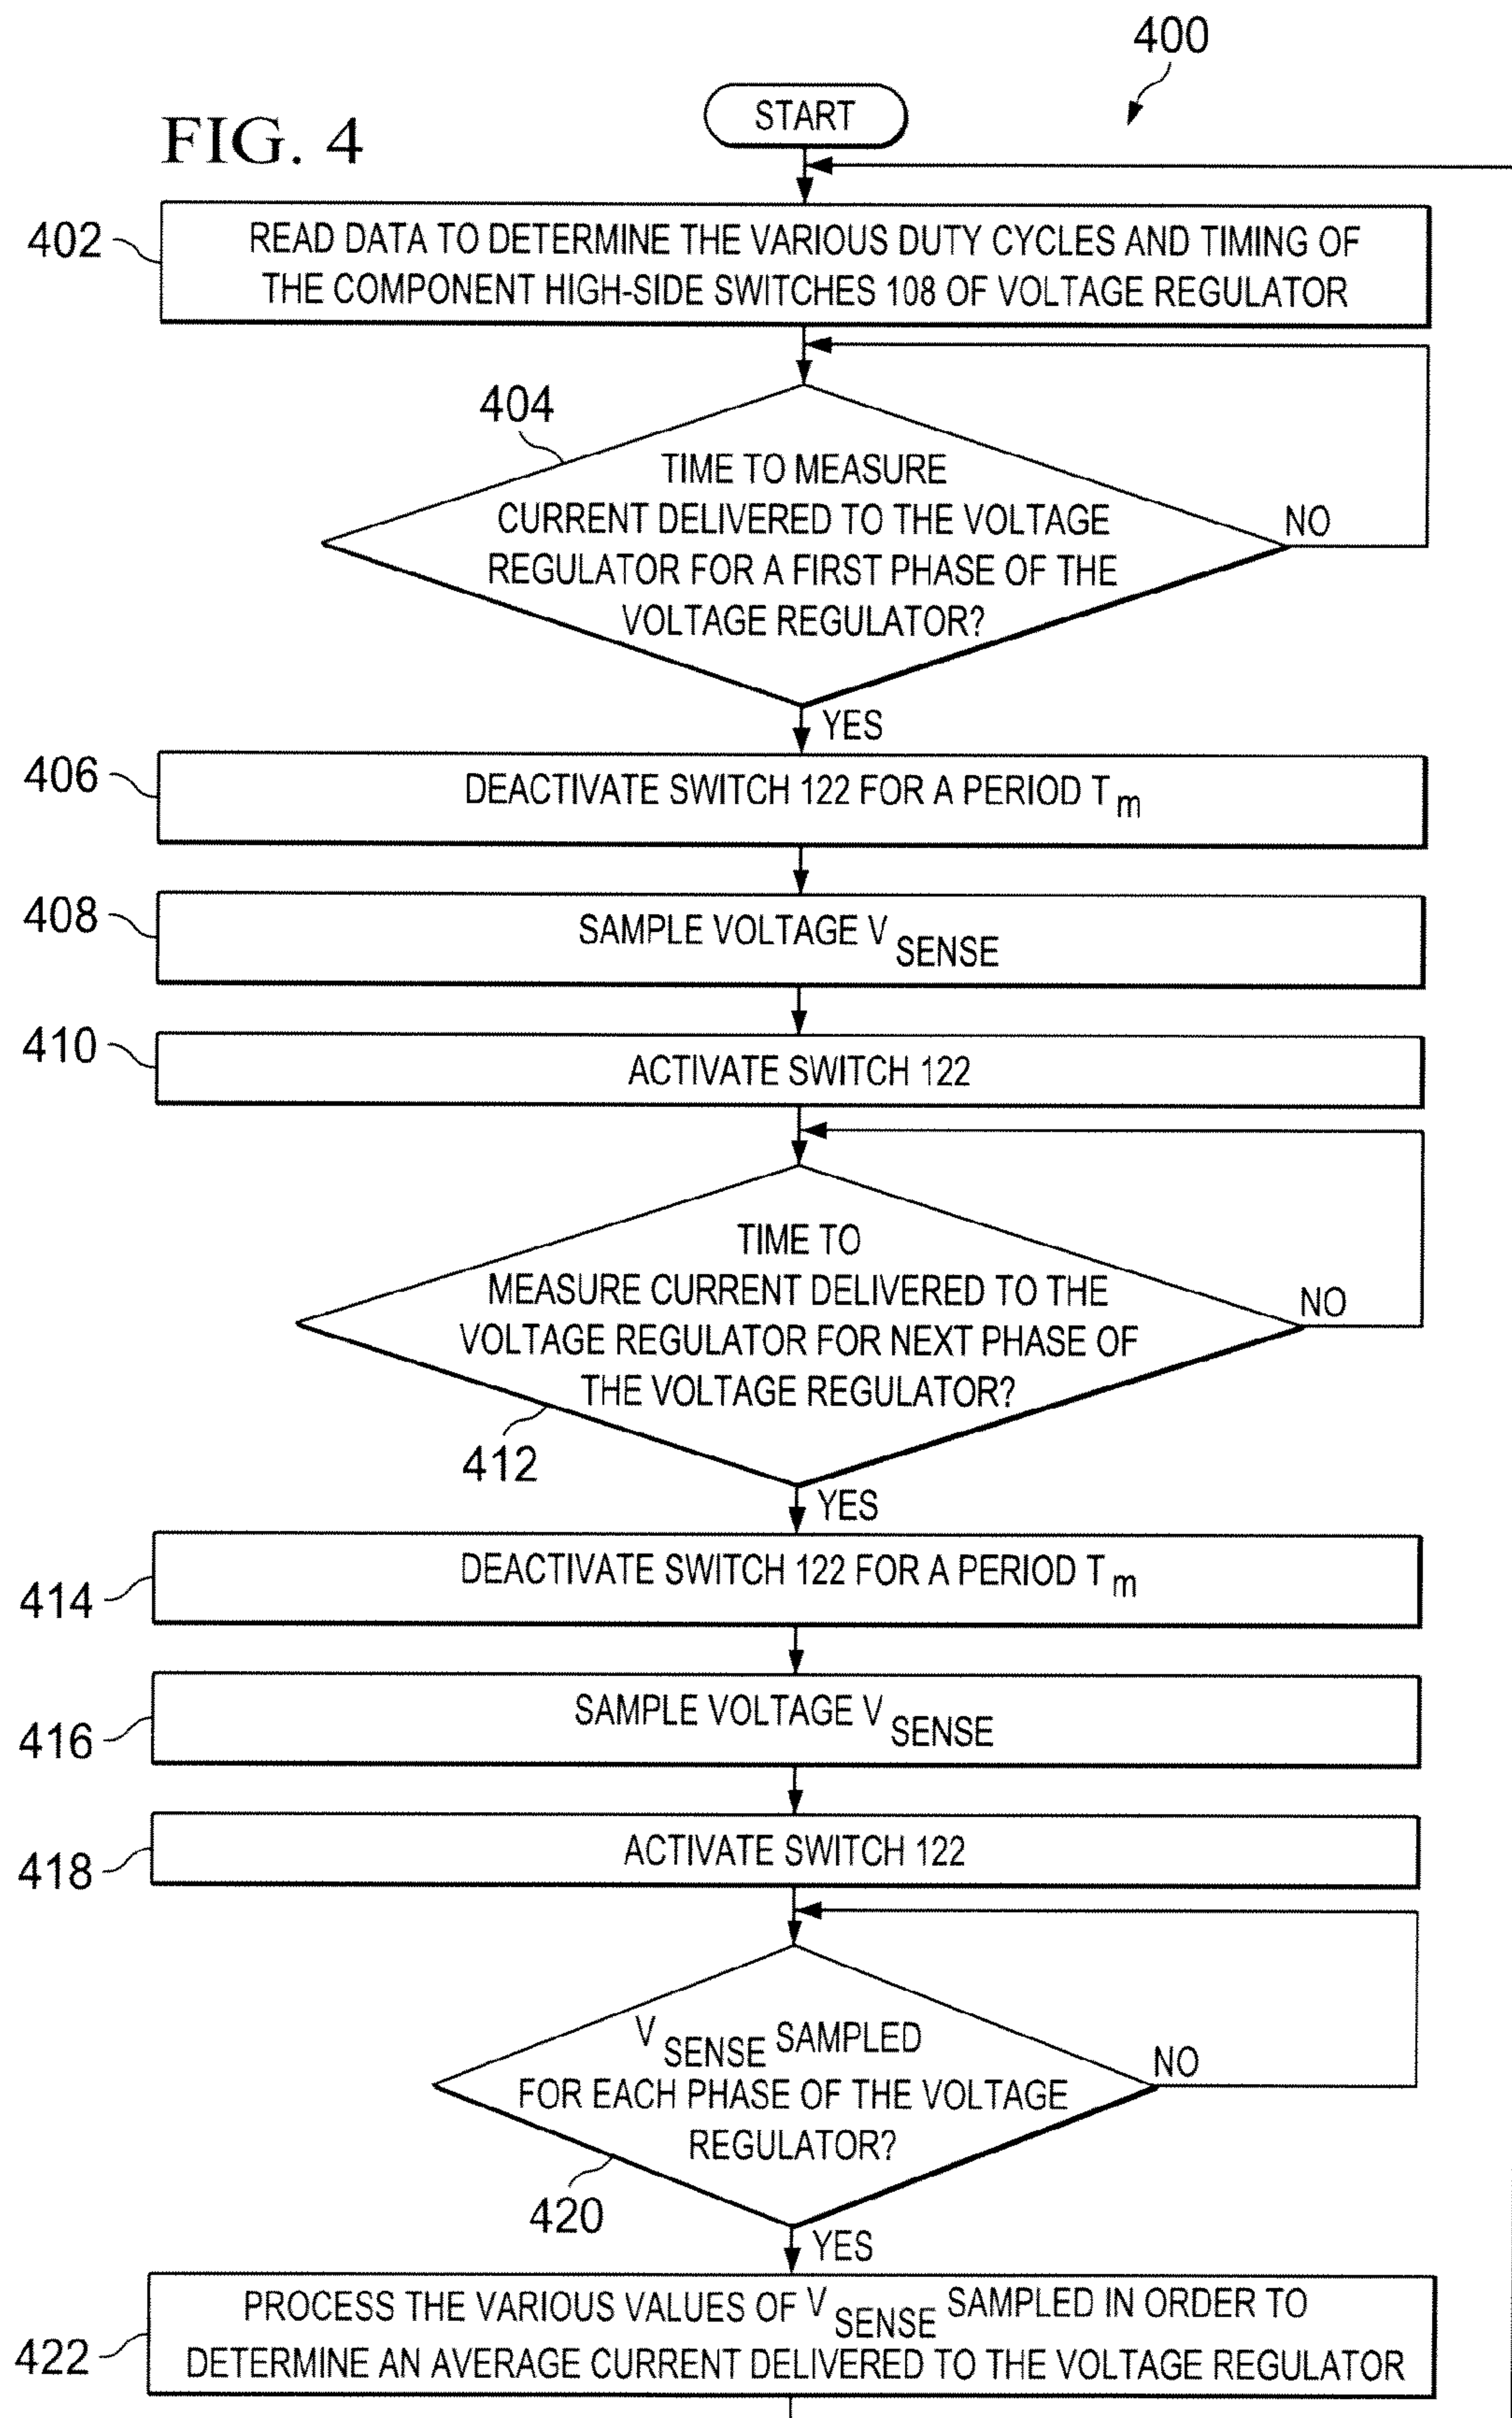 400
FIG. 4
START
402
READ DATA TO DETERMINE THE VARIOUS DUTY CYCLES AND TIMING OF
THE COMPONENT HIGH-SIDE SWITCHES 108 OF VOLTAGE REGULATOR
404
TIME TO MEASURE
CURRENT DELIVERED TO THE VOLTAGE
REGULATOR FOR A FIRST PHASE OF THE
VOLTAGE REGULATOR?
NO
YES
406
DEACTIVATE SWITCH 122 FOR A PERIOD Tm
408
SAMPLE VOLTAGE VSENSE
410
ACTIVATE SWITCH 122
TIME TO
MEASURE CURRENT DELIVERED TO THE
VOLTAGE REGULATOR FOR NEXT PHASE OF
THE VOLTAGE REGULATOR?
NO
412
YES
414
DEACTIVATE SWITCH 122 FOR A PERIOD Tm
416
SAMPLE VOLTAGE VSENSE
418
ACTIVATE SWITCH 122
VSENSE SAMPLED
FOR EACH PHASE OF THE VOLTAGE
REGULATOR?
NO
420
YES
422
PROCESS THE VARIOUS VALUES OF VSENSE SAMPLED IN ORDER TO
DETERMINE AN AVERAGE CURRENT DELIVERED TO THE VOLTAGE REGULATOR